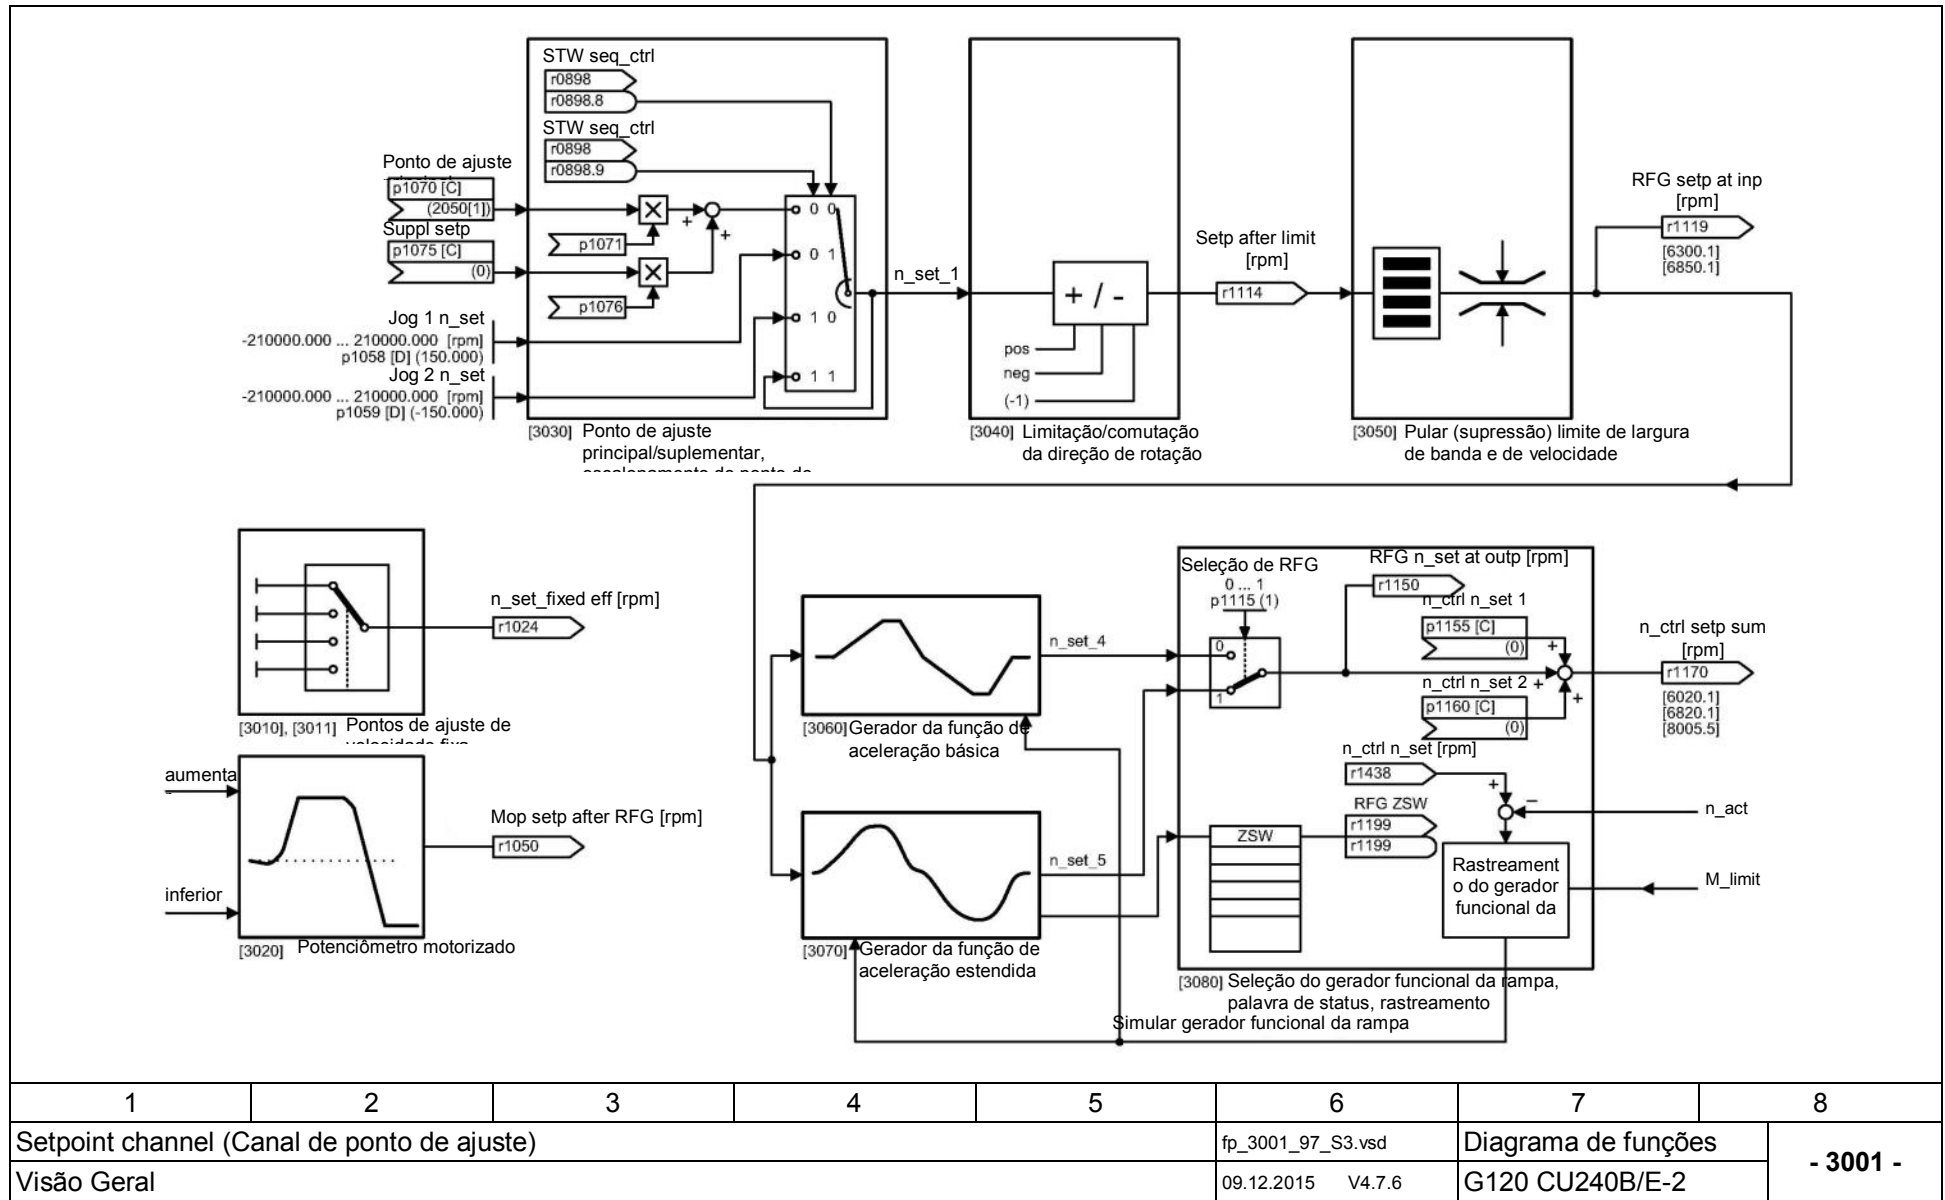 STW seq_ctrl
r0898
r0898.8
STW seq_ctrl
r0898
r0898.9
Ponto de ajuste
p1070 [C]
(2050[1])
Suppl setp
p1075 [C]
(0)
p1071
p1076
0 0
0 1
1 0
1 1
Jog 1 n_set
-210000.000 ... 210000.000 [rpm]
p1058 [D] (150.000)
Jog 2 n_set
-210000.000 ... 210000.000 [rpm]
p1059 [D] (-150.000)
[3030] Ponto de ajuste
principal/suplementar,
n_set_1
+ / -
pos
neg
(-1)
[3040] Limitação/comutação
da direção de rotação
Setp after limit
[rpm]
r1114
[3050] Pular (supressão) limite de largura
de banda e de velocidade
RFG setp at inp
[rpm]
r1119
[6300.1]
[6850.1]
n_set_fixed eff [rpm]
r1024
[3010], [3011] Pontos de ajuste de
aumenta
inferior
Mop setp after RFG [rpm]
r1050
[3020] Potenciômetro motorizado
n_set_4
[3060] Gerador da função de
aceleração básica
n_set_5
[3070] Gerador da função de
aceleração estendida
Seleção de RFG
0 ... 1
p1115 (1)
0
1
RFG n_set at outp [rpm]
r1150
n_ctrl n_set 1
p1155 [C]
(0)
n_ctrl n_set 2
p1160 [C]
(0)
+
+
+
n_ctrl setp sum
[rpm]
r1170
[6020.1]
[6820.1]
[8005.5]
n_ctrl n_set [rpm]
r1438
+
–
n_act
RFG ZSW
r1199
r1199
ZSW
Rastreament
o do gerador
funcional da
M_limit
[3080] Seleção do gerador funcional da rampa,
palavra de status, rastreamento
Simular gerador funcional da rampa
1 2 3 4 5 6 7 8
Setpoint channel (Canal de ponto de ajuste)
fp_3001_97_S3.vsd
Diagrama de funções
- 3001 -
Visão Geral
09.12.2015 V4.7.6
G120 CU240B/E-2